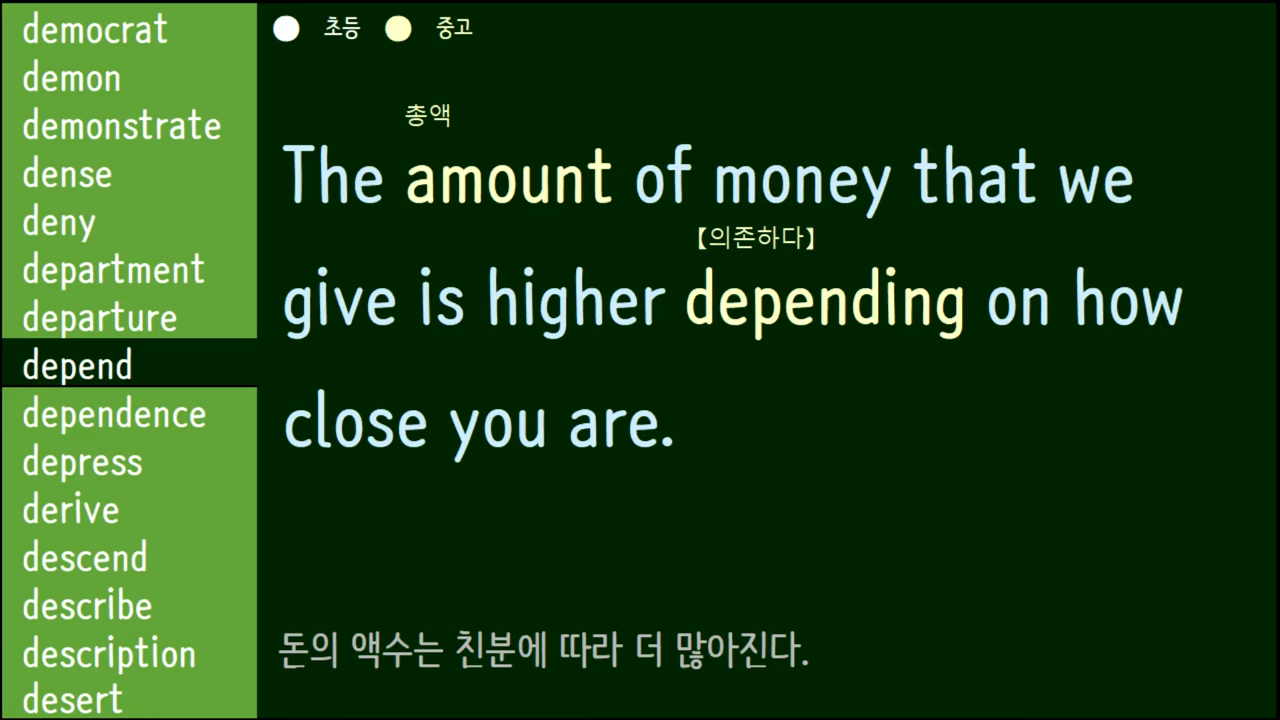 democrat
demon
demonstrate
dense
deny
department
departure
depend
dependence
depress
derive
descend
describe
description
desert
초등 중고
총액
The amount of money that we
【의존하다】
give is higher depending on how
close you are.
돈의 액수는 친분에 따라 더 많아진다.